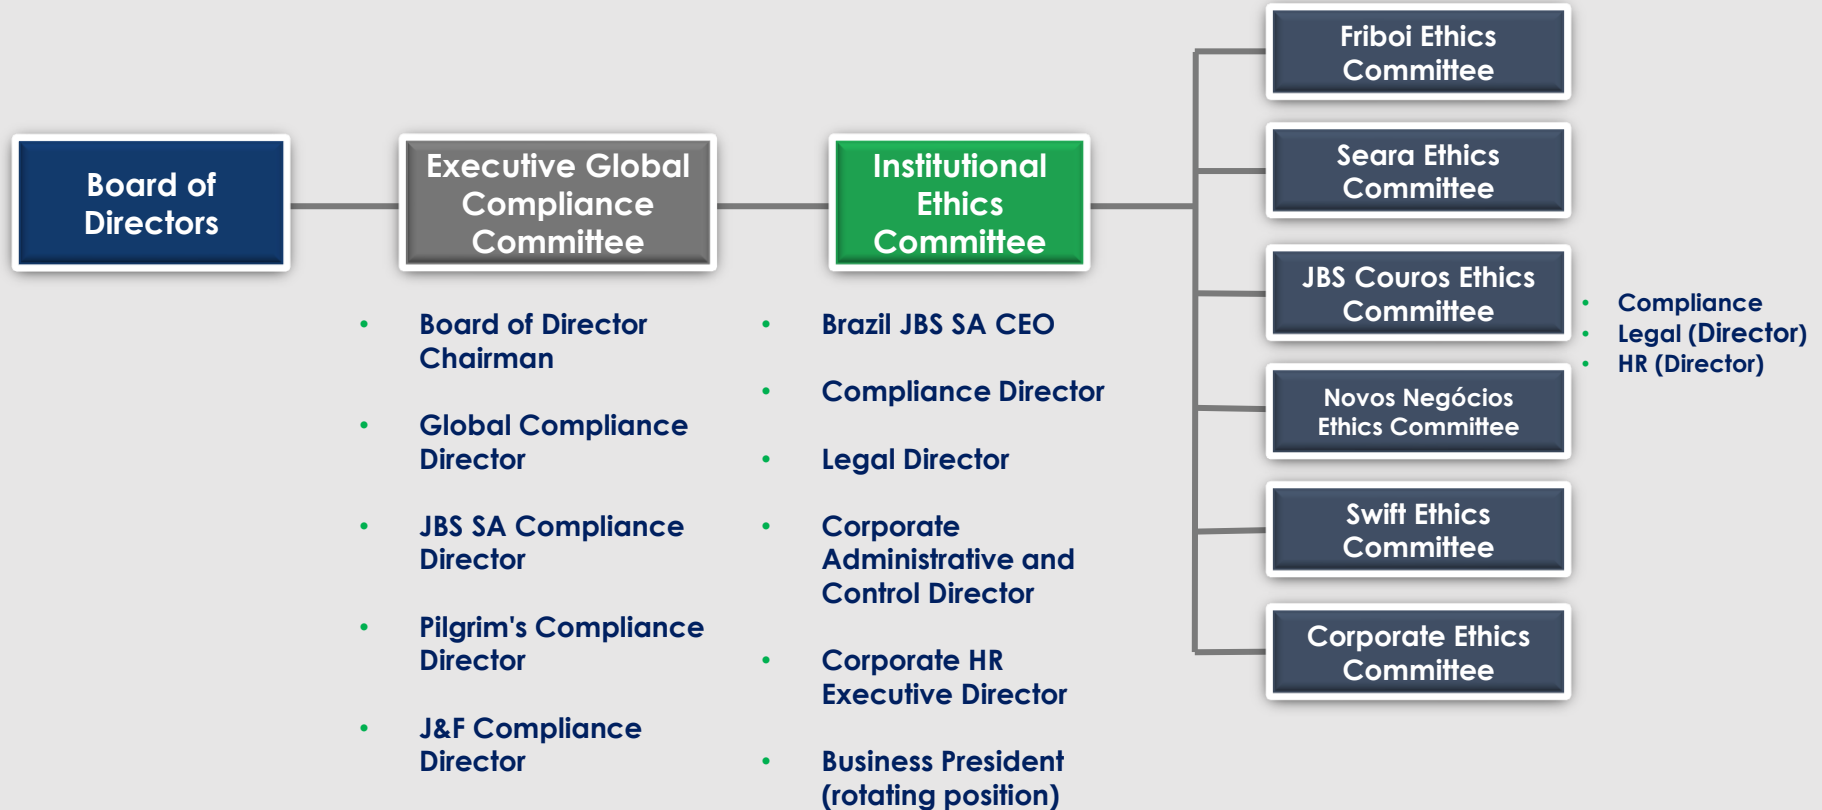 Board of
Directors
Executive Global
Compliance
Committee
• Board of Director
Chairman
• Global Compliance
Director
• JBS SA Compliance
Director
• Pilgrim's Compliance
Director
• J&F Compliance
Director
Institutional
Ethics
Committee
• Brazil JBS SA CEO
• Compliance Director
• Legal Director
• Corporate
Administrative and
Control Director
• Corporate HR
Executive Director
• Business President
(rotating position)
Friboi Ethics
Committee
Seara Ethics
Committee
JBS Couros Ethics
Committee
Novos Negócios
Ethics Committee
Swift Ethics
Committee
Corporate Ethics
Committee
• Compliance
• Legal (Director)
• HR (Director)